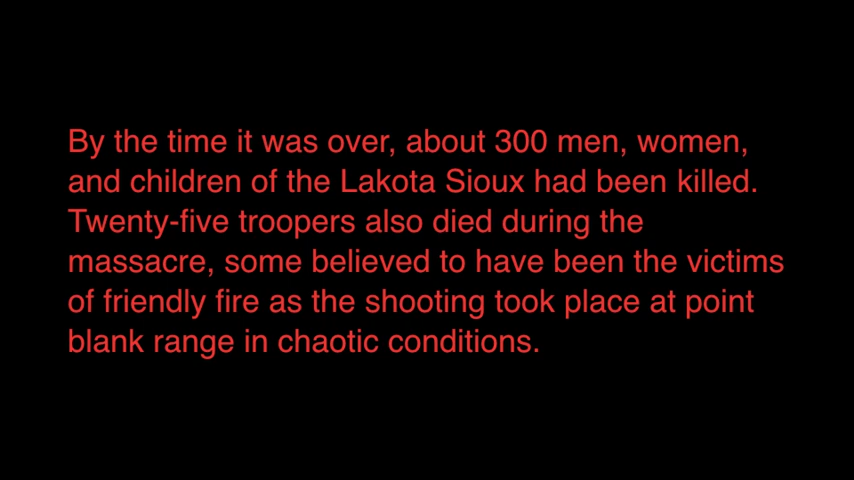 By the time it was over, about 300 men, women,
and children of the Lakota Sioux had been killed.
Twenty-five troopers also died during the
massacre, some believed to have been the victims
of friendly fire as the shooting took place at point
blank range in chaotic conditions.